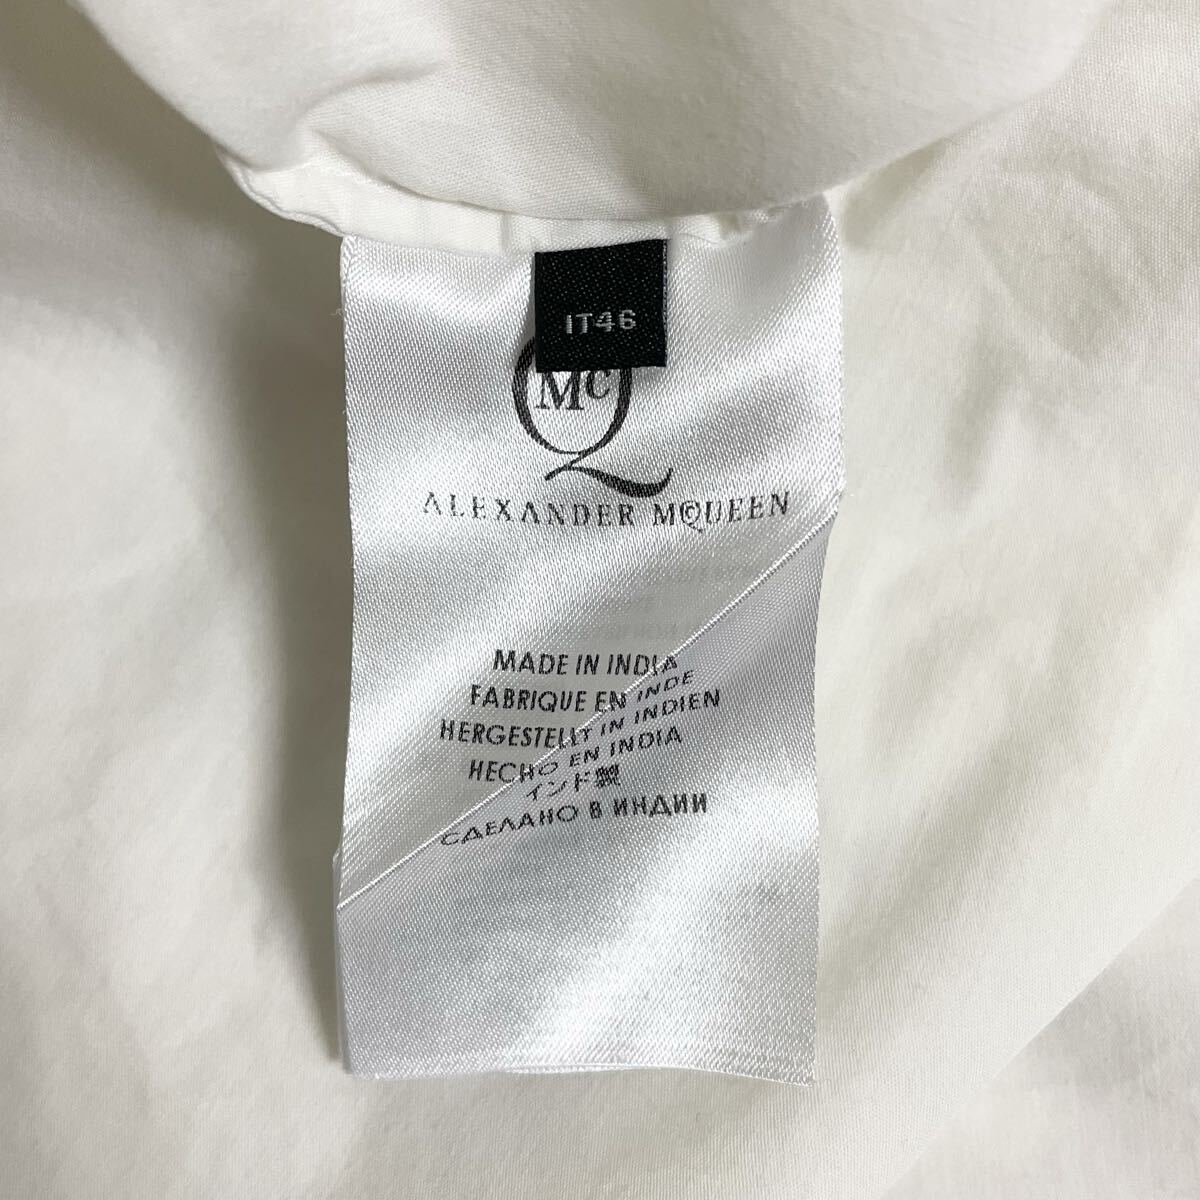 IT46
McQ
ALEXANDER MCQUEEN
MADE IN INDIA
FABRIQUE EN INDE
HERGESTELLT IN INDIEN
HECHO EN INDIA
インド製
СДЕЛАНО В ИНДИИ